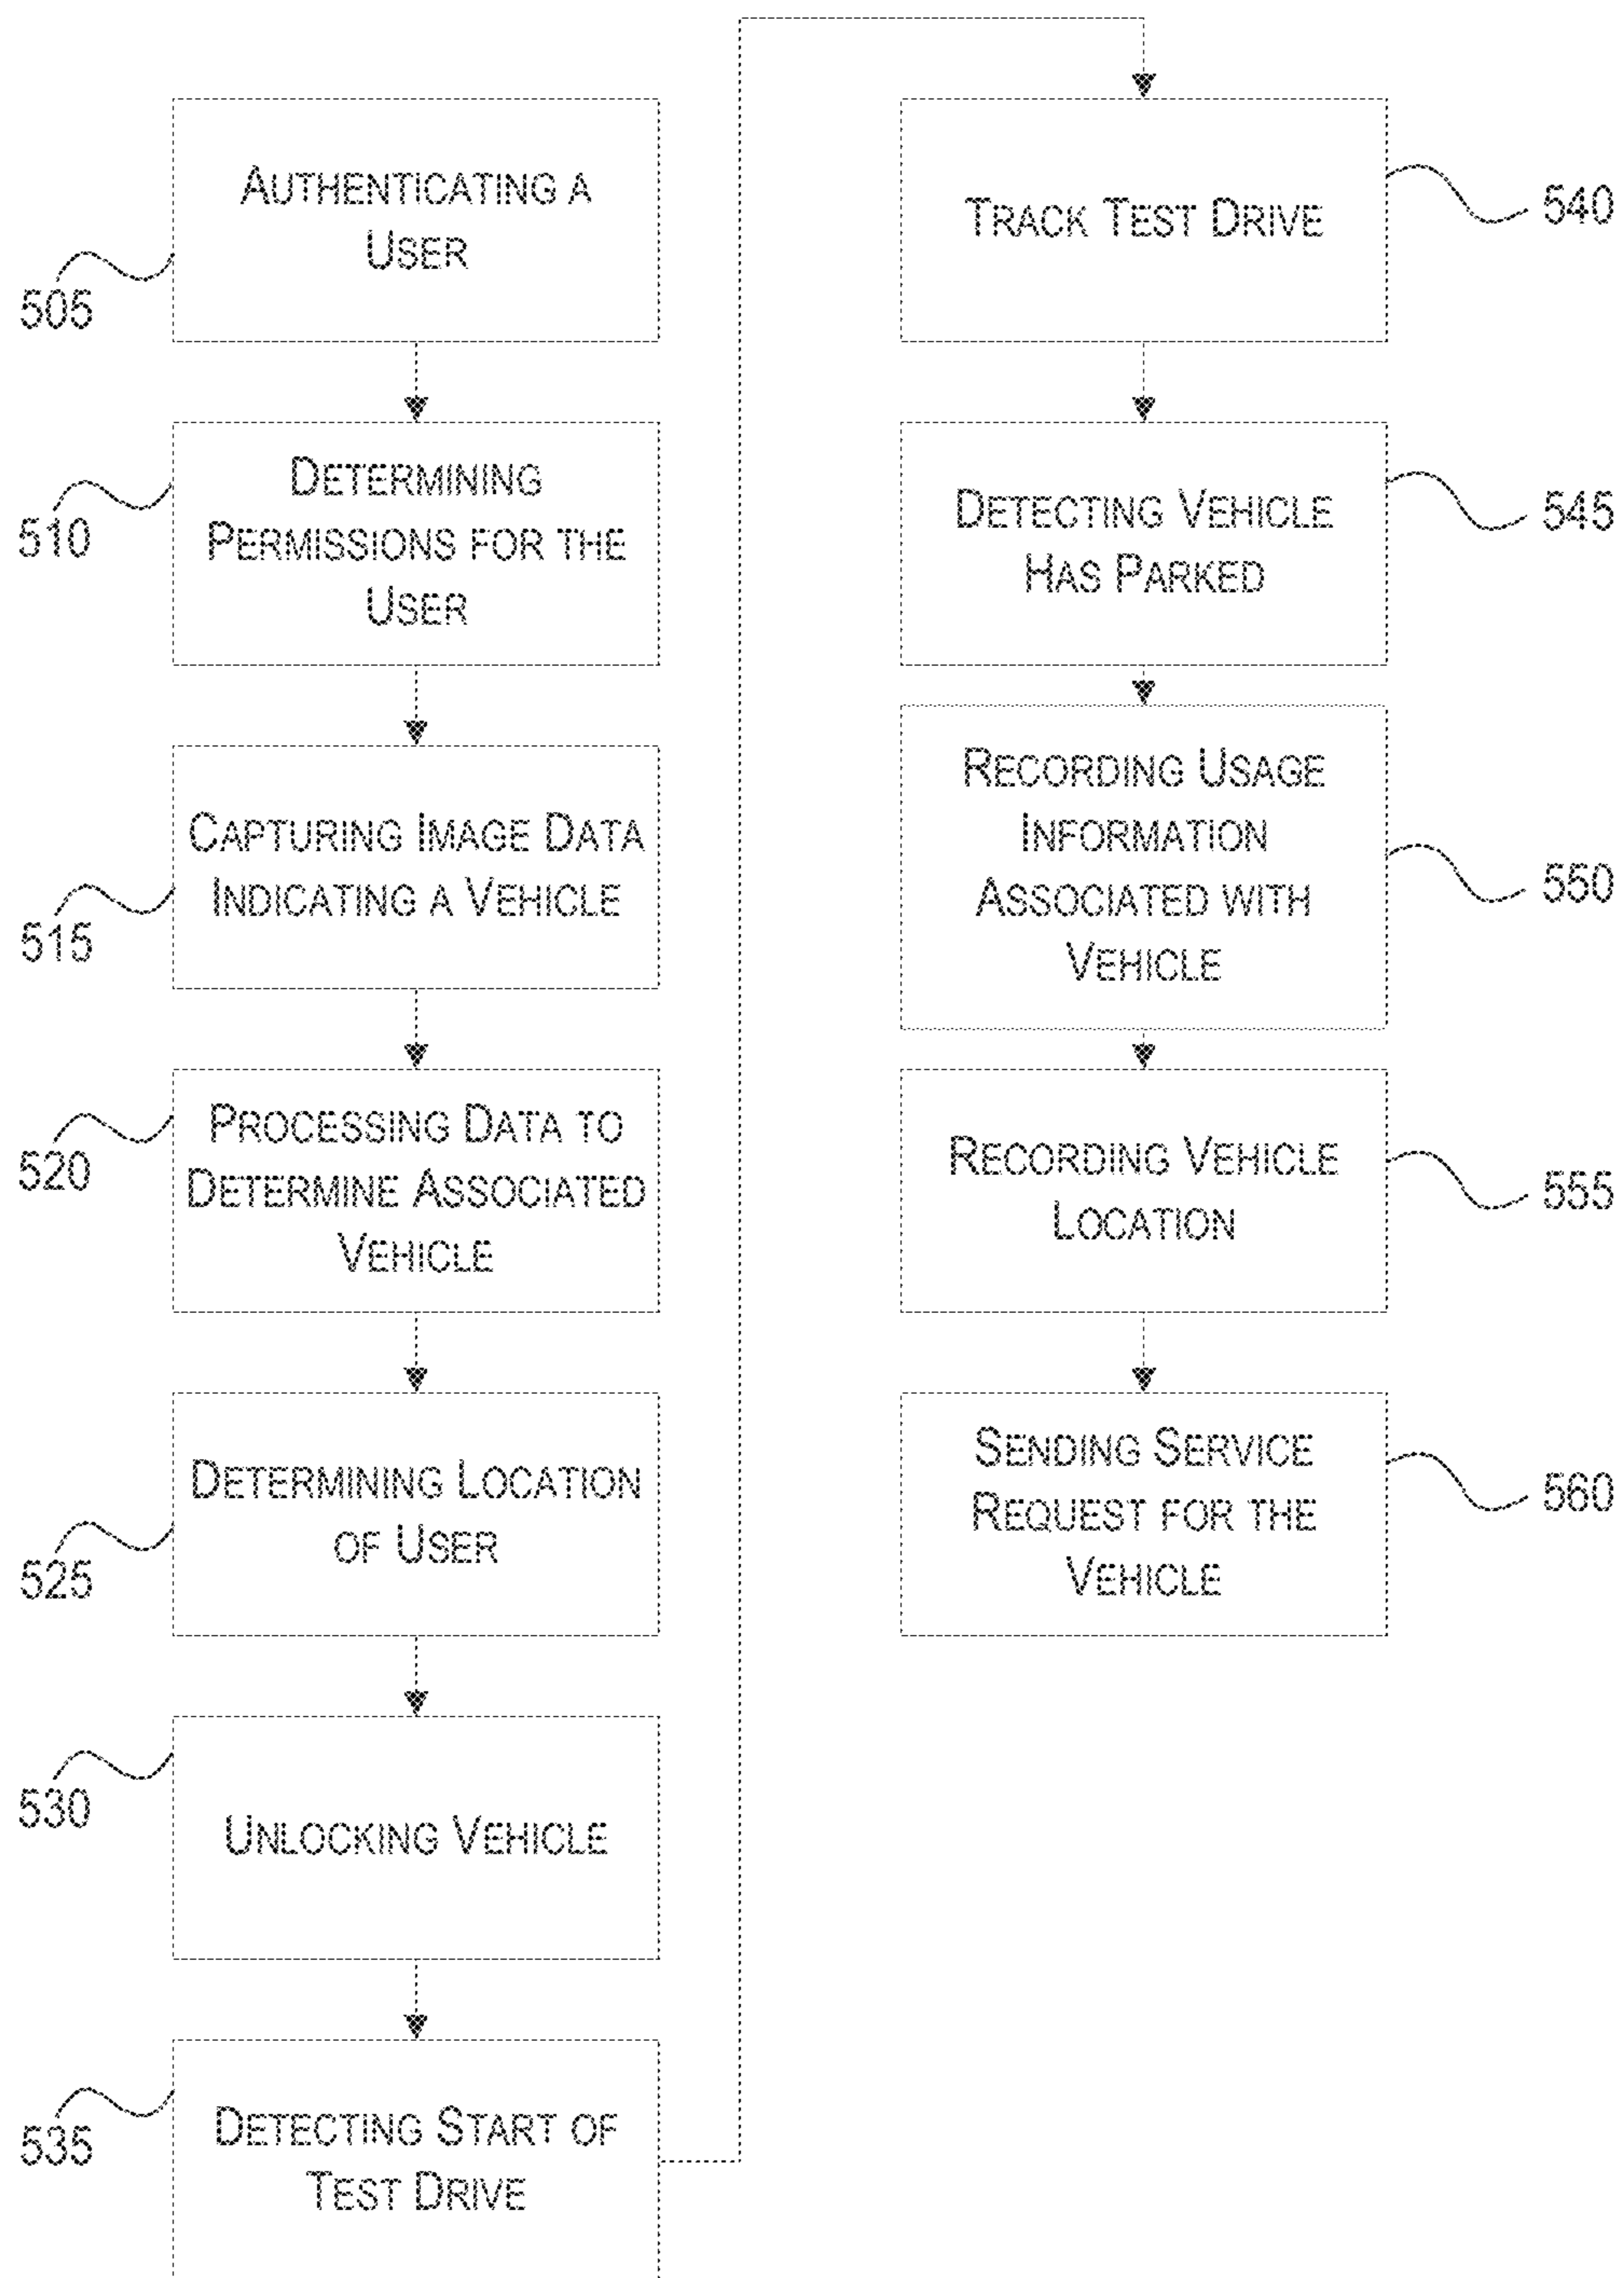 AUTHENTICATING A
USER
505
DETERMINING
PERMISSIONS FOR THE
USER
510
CAPTURING IMAGE DATA
INDICATING A VEHICLE
515
PROCESSING DATA TO
DETERMINE ASSOCIATED
VEHICLE
520
DETERMINING LOCATION
OF USER
525
UNLOCKING VEHICLE
530
DETECTING START OF
TEST DRIVE
535
TRACK TEST DRIVE
540
DETECTING VEHICLE
HAS PARKED
545
RECORDING USAGE
INFORMATION
ASSOCIATED WITH
VEHICLE
550
RECORDING VEHICLE
LOCATION
555
SENDING SERVICE
REQUEST FOR THE
VEHICLE
560